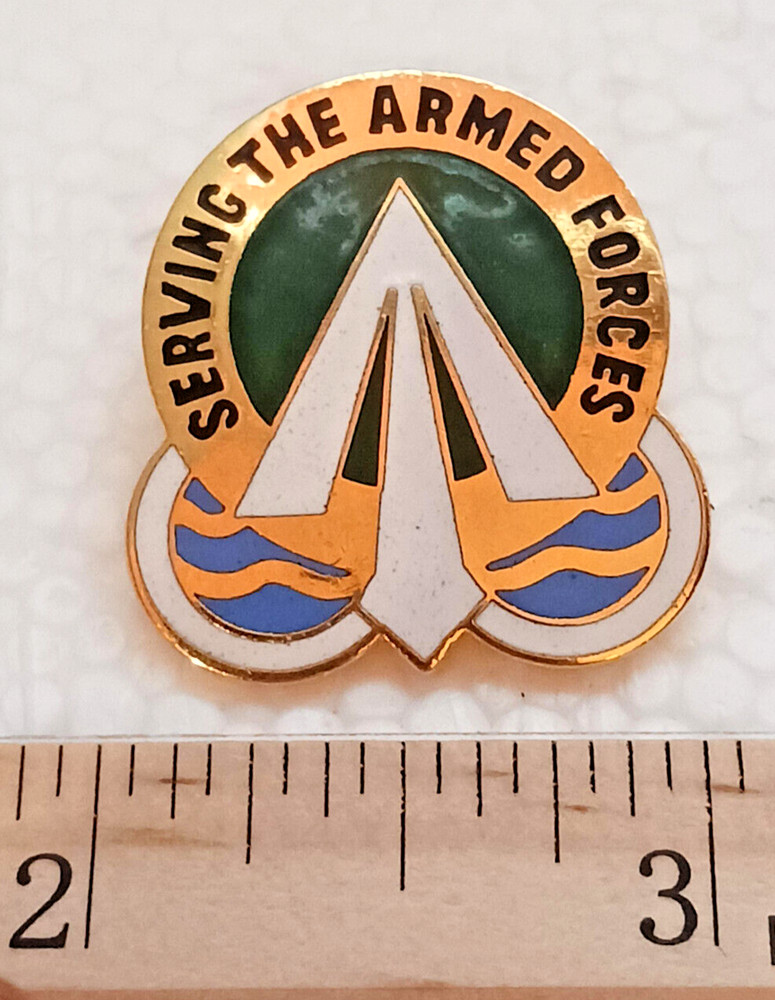 SERVING THE ARMED FORCES
2 3